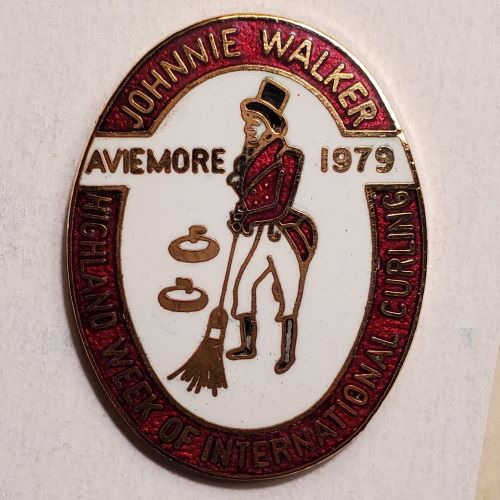 JOHNNIE WALKER
AVIEMORE 1979
HIGHLAND WEEK OF INTERNATIONAL CURLING